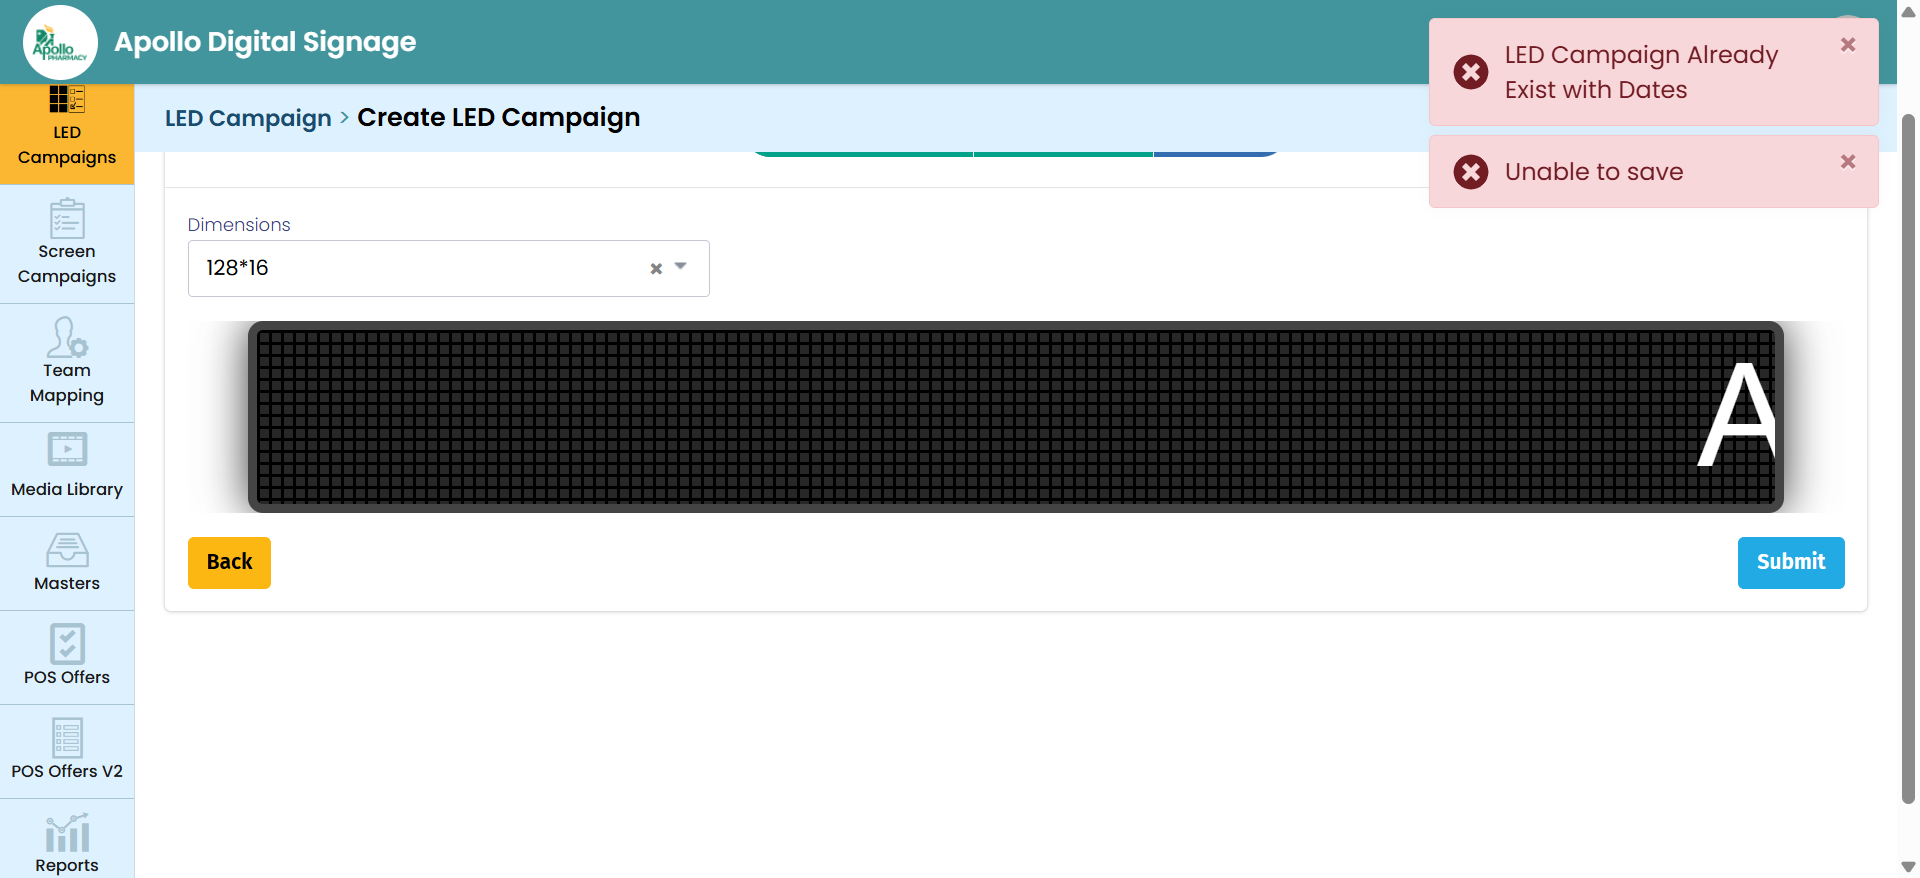 Apollo
PHARMACY
Apollo Digital Signage
LED Campaign Already
Exist with Dates
Unable to save
LED Campaign > Create LED Campaign
LED
Campaigns
Screen
Campaigns
Team
Mapping
Media Library
Masters
POS Offers
POS Offers V2
Reports
Dimensions
128*16
A
Back
Submit